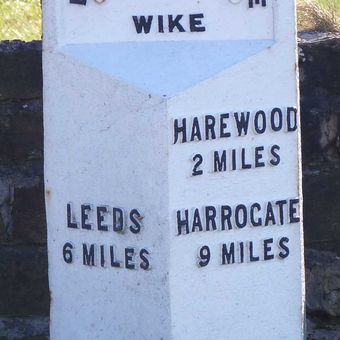 WIKE
HAREWOOD
2 MILES
LEEDS
6 MILES
HARROGATE
9 MILES